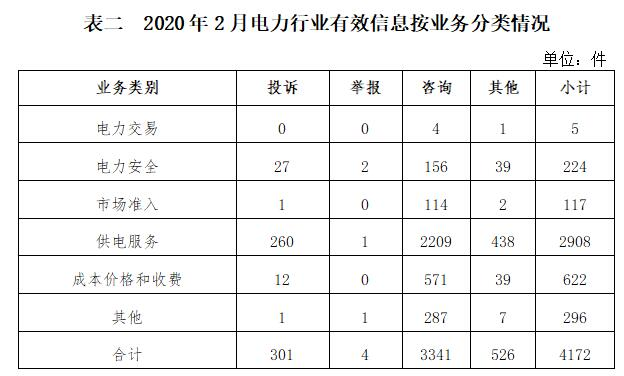 表二 2020年2月电力行业有效信息按业务分类情况
单位：件
业务类别 投诉 举报 咨询 其他 小计
电力交易 0 0 4 1 5
电力安全 27 2 156 39 224
市场准入 1 0 114 2 117
供电服务 260 1 2209 438 2908
成本价格和收费 12 0 571 39 622
其他 1 1 287 7 296
合计 301 4 3341 526 4172